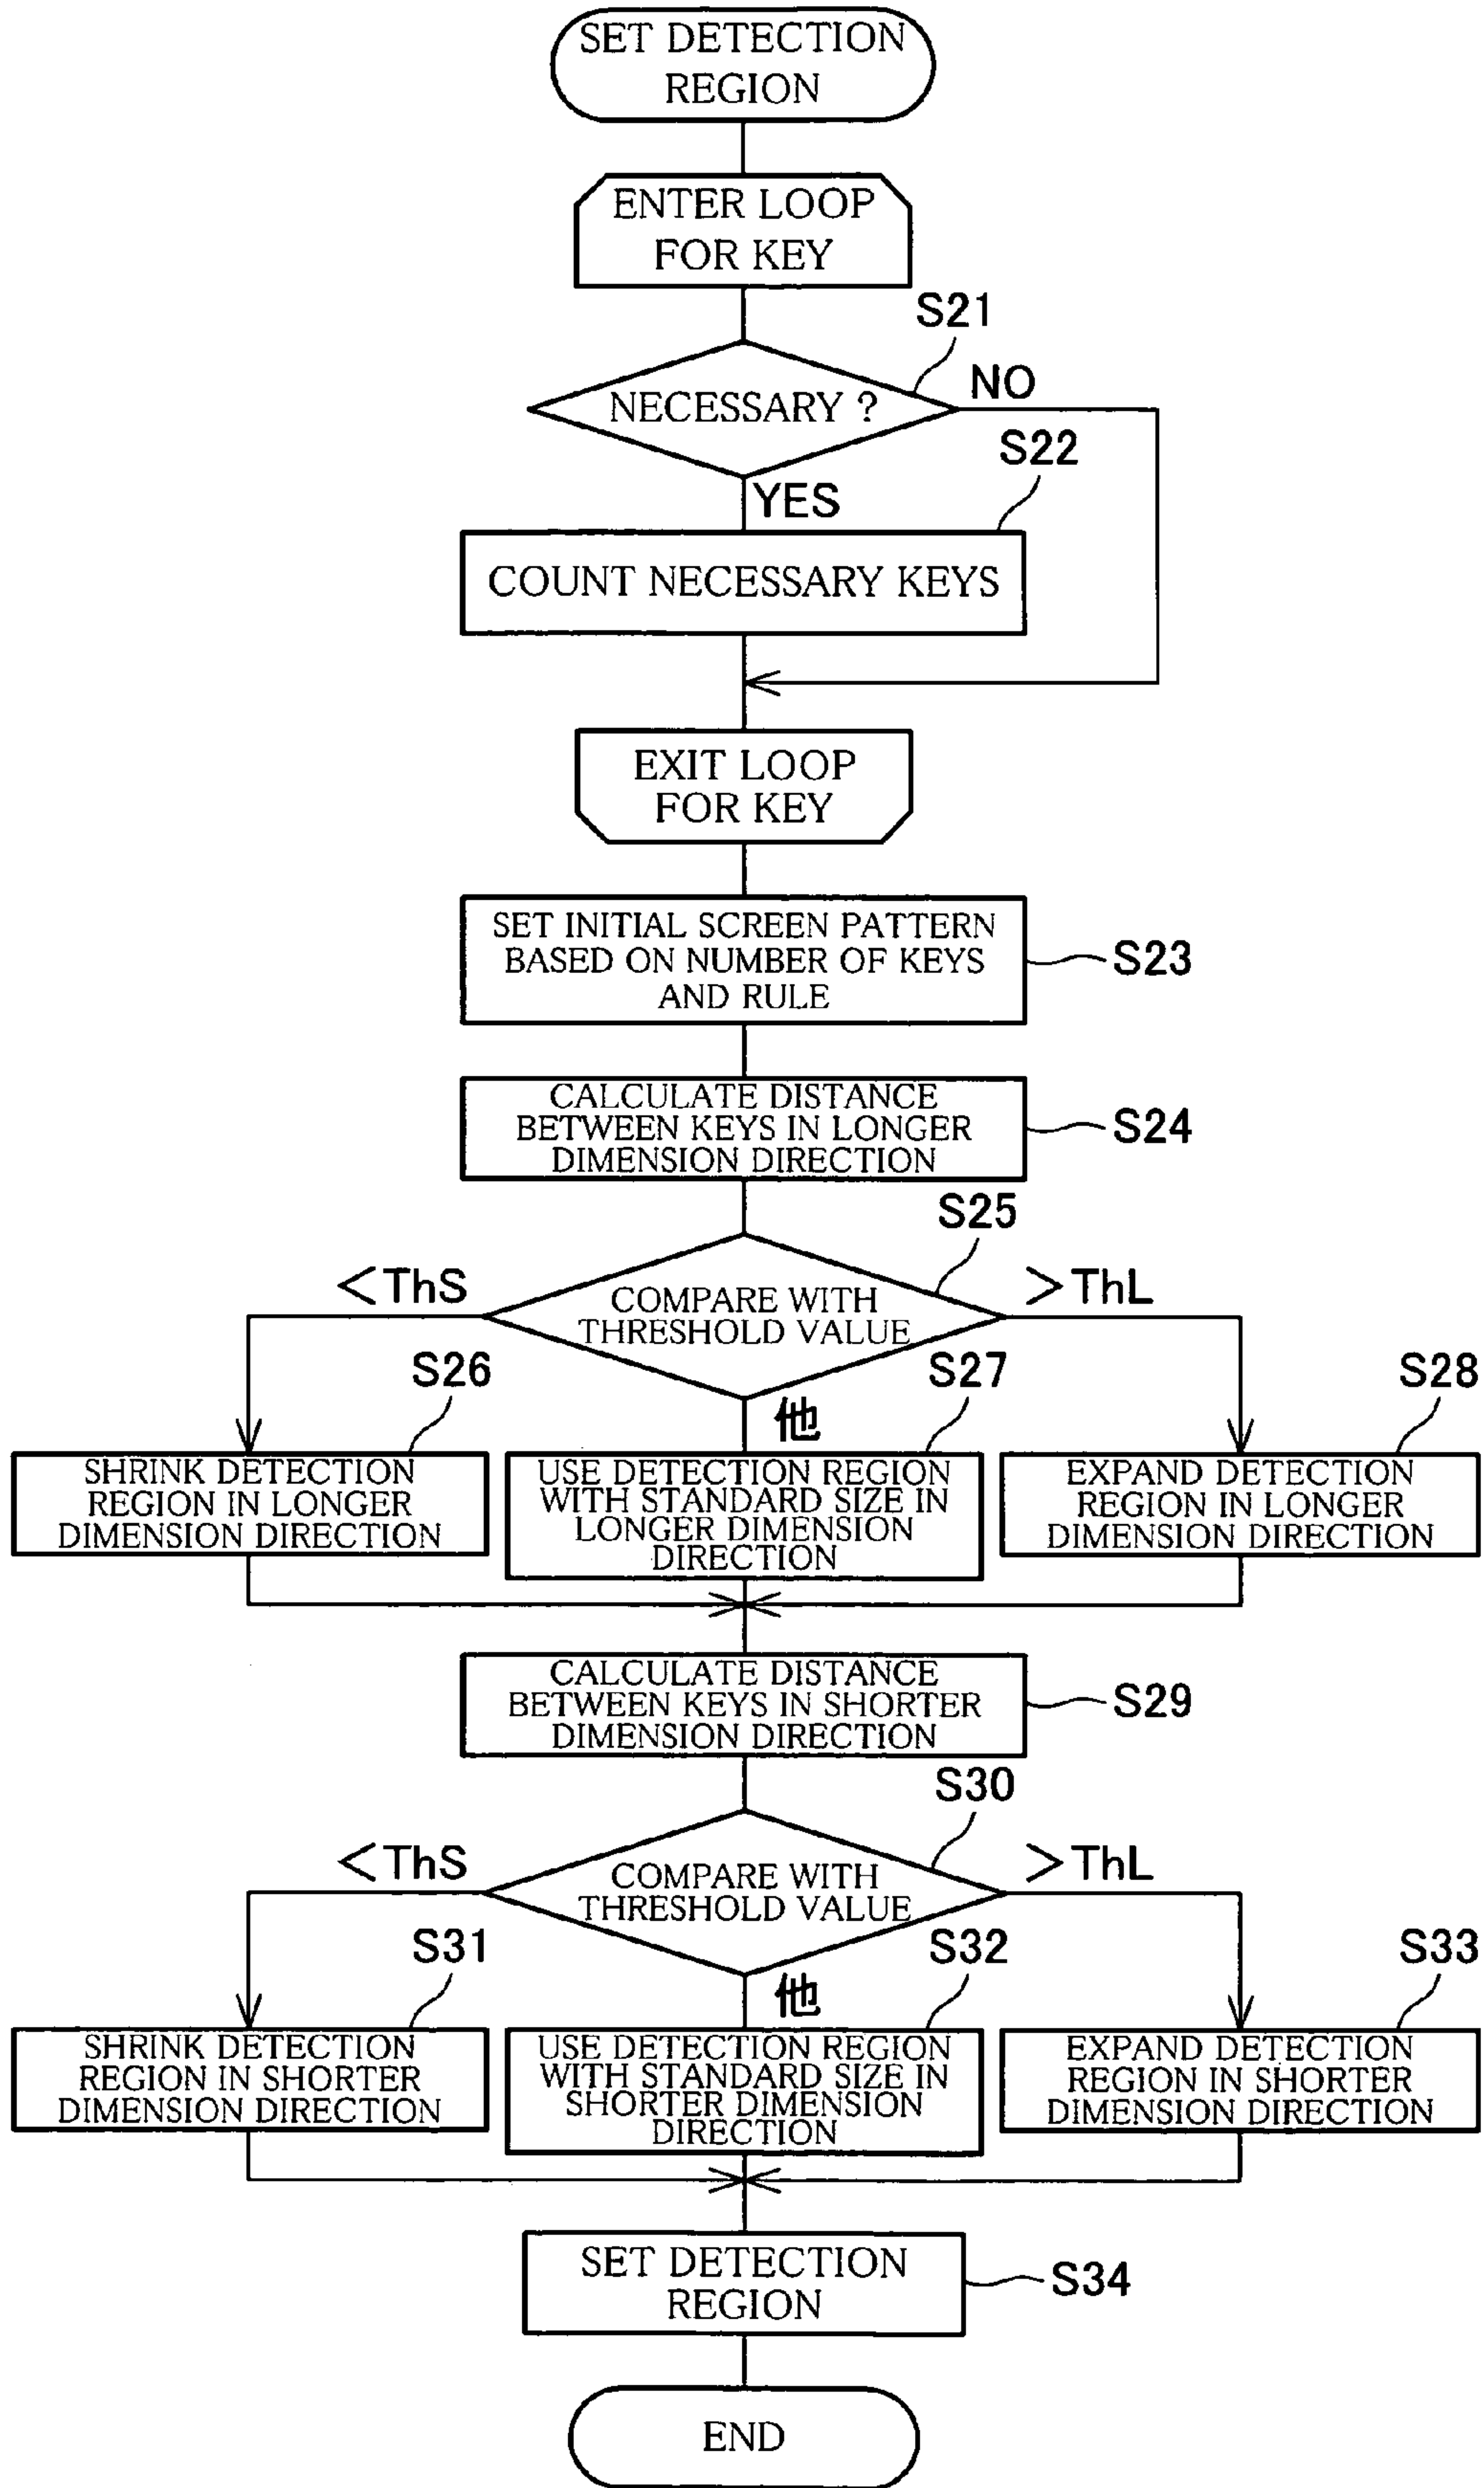 SET DETECTION
REGION
ENTER LOOP
FOR KEY
S21
NECESSARY ?
NO
S22
YES
COUNT NECESSARY KEYS
EXIT LOOP
FOR KEY
SET INITIAL SCREEN PATTERN
BASED ON NUMBER OF KEYS
AND RULE
S23
CALCULATE DISTANCE
BETWEEN KEYS IN LONGER
DIMENSION DIRECTION
S24
S25
<ThS
COMPARE WITH
THRESHOLD VALUE
>ThL
S26
他
S27
S28
SHRINK DETECTION
REGION IN LONGER
DIMENSION DIRECTION
USE DETECTION REGION
WITH STANDARD SIZE IN
LONGER DIMENSION
DIRECTION
EXPAND DETECTION
REGION IN LONGER
DIMENSION DIRECTION
CALCULATE DISTANCE
BETWEEN KEYS IN SHORTER
DIMENSION DIRECTION
S29
S30
<ThS
COMPARE WITH
THRESHOLD VALUE
>ThL
S31
他
S32
S33
SHRINK DETECTION
REGION IN SHORTER
DIMENSION DIRECTION
USE DETECTION REGION
WITH STANDARD SIZE IN
SHORTER DIMENSION
DIRECTION
EXPAND DETECTION
REGION IN SHORTER
DIMENSION DIRECTION
SET DETECTION
REGION
S34
END